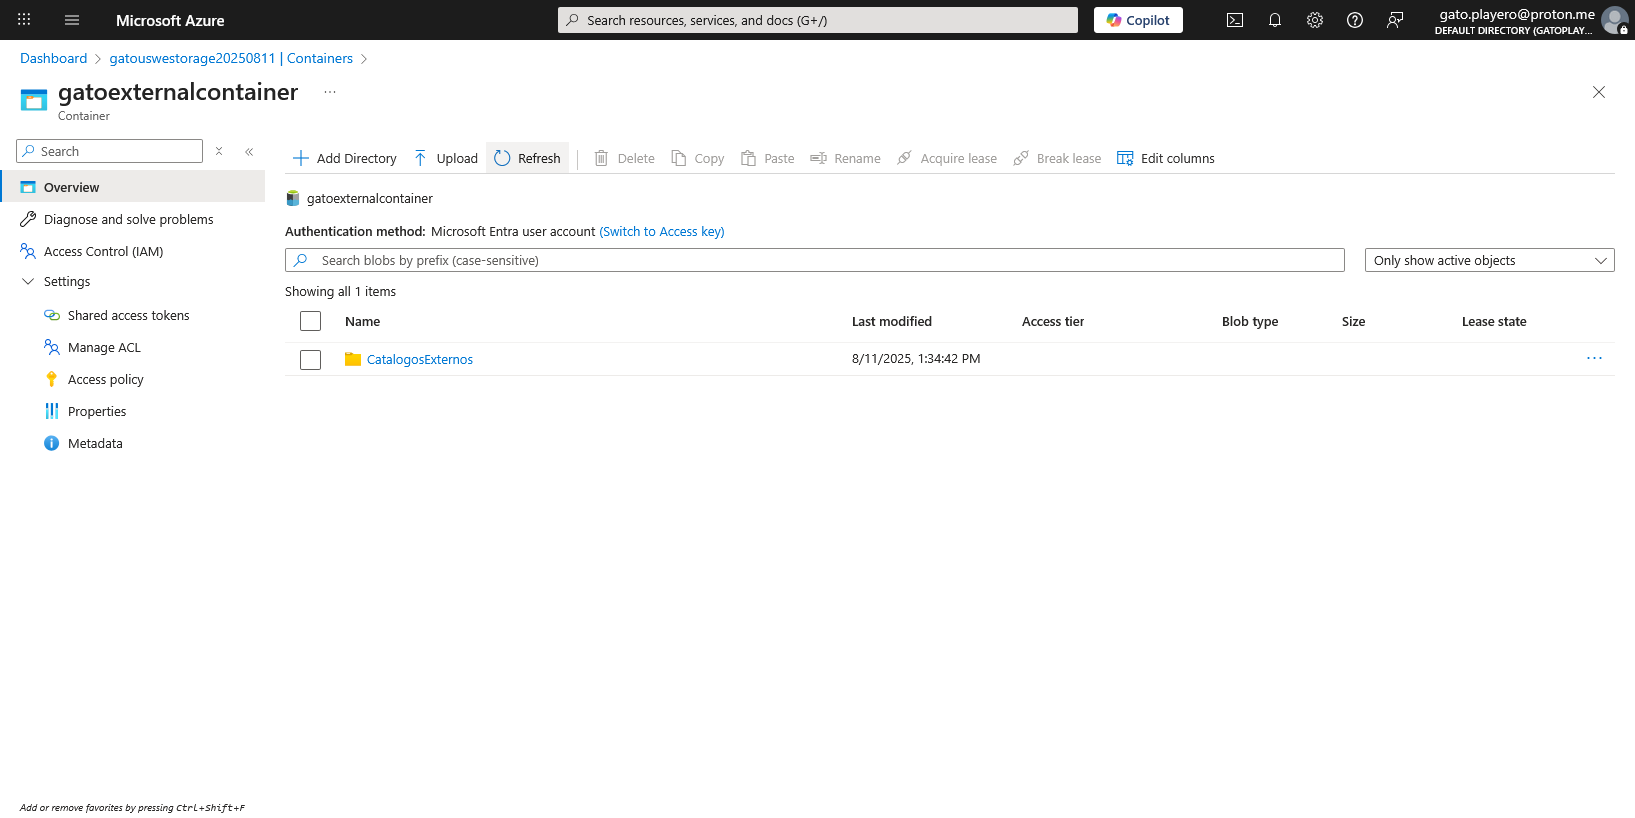 Microsoft Azure
Search resources, services, and docs (G+/)
Copilot
gato.playero@proton.me
DEFAULT DIRECTORY (GATOPLAY...
Dashboard > gatouswestorage20250811 | Containers >
gatoexternalcontainer ...
Container
Search
Overview
Diagnose and solve problems
Access Control (IAM)
Settings
Shared access tokens
Manage ACL
Access policy
Properties
Metadata
Add Directory Upload Refresh Delete Copy Paste Rename Acquire lease Break lease Edit columns
gatoexternalcontainer
Authentication method: Microsoft Entra user account (Switch to Access key)
Search blobs by prefix (case-sensitive)
Only show active objects
Showing all 1 items
Name Last modified Access tier Blob type Size Lease state
CatalogosExternos 8/11/2025, 1:34:42 PM ...
Add or remove favorites by pressing Ctrl+Shift+F